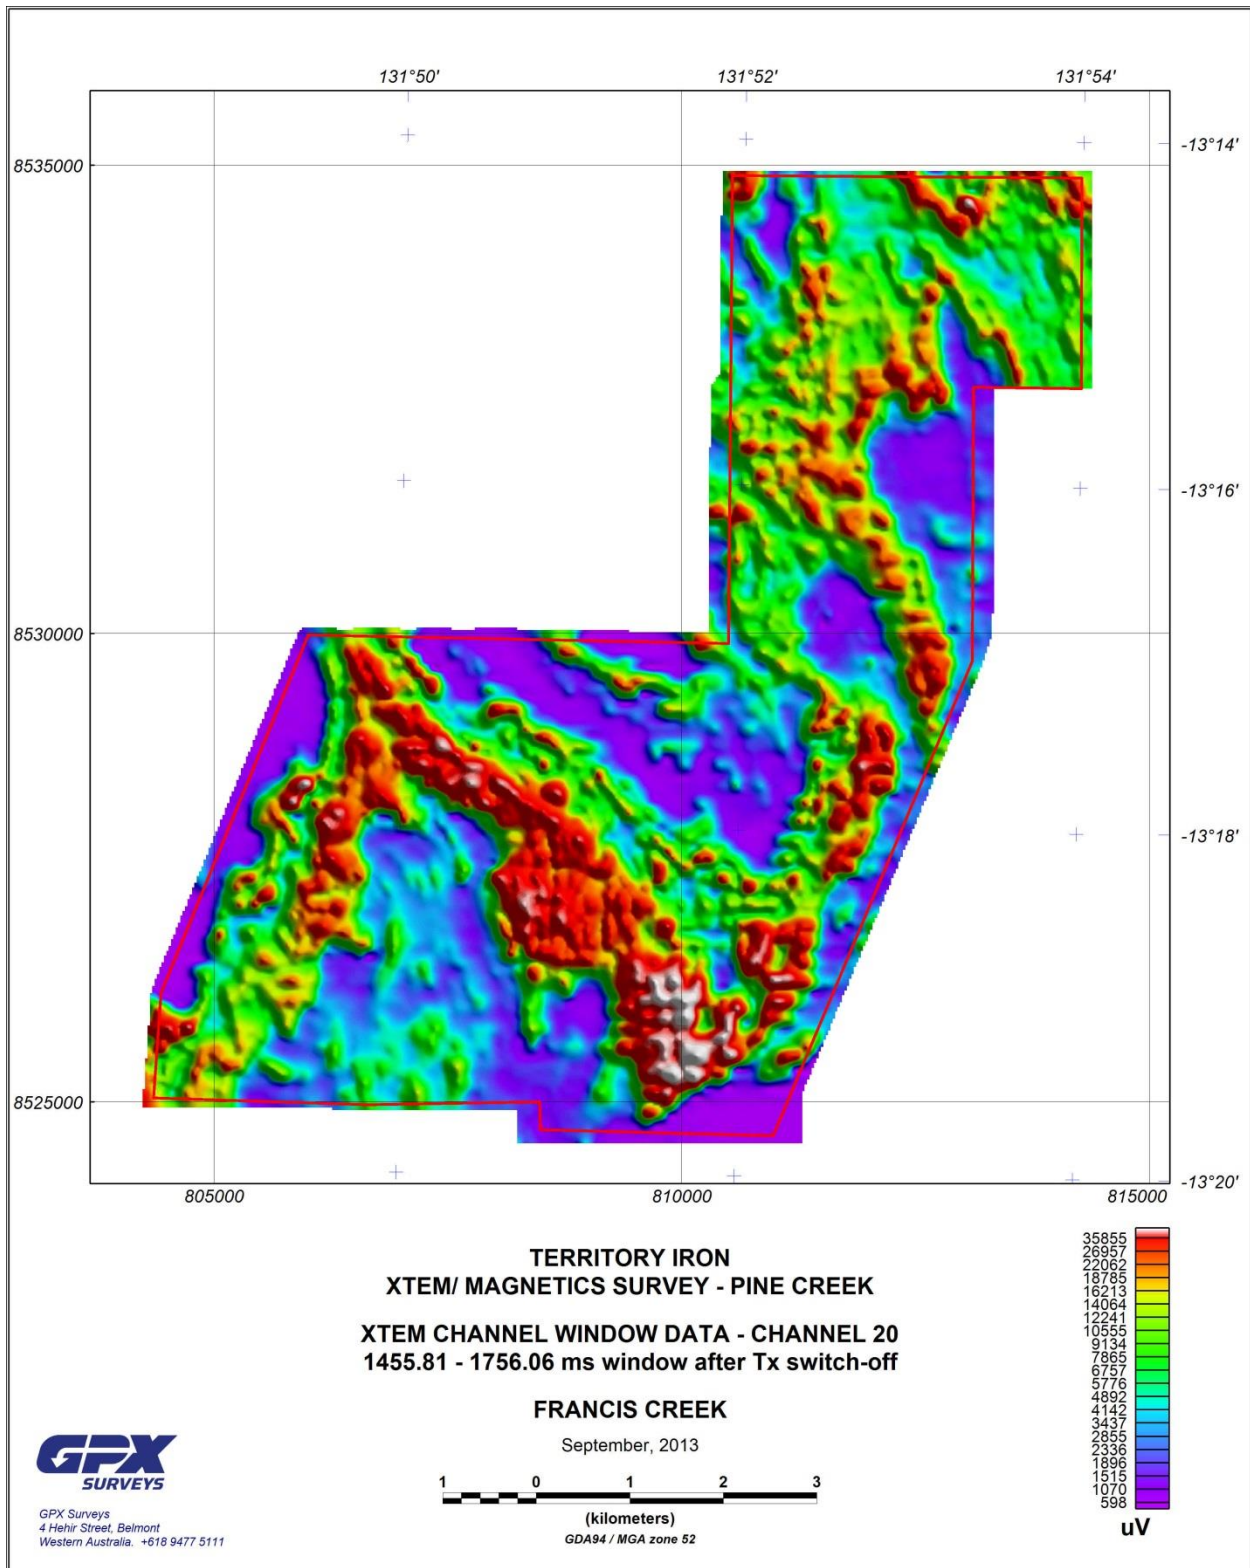 131°50'
131°52'
131°54'
8535000
-13°14'
-13°16'
8530000
-13°18'
8525000
-13°20'
805000
810000
815000
TERRITORY IRON
XTEM/ MAGNETICS SURVEY - PINE CREEK
XTEM CHANNEL WINDOW DATA - CHANNEL 20
1455.81 - 1756.06 ms window after Tx switch-off
FRANCIS CREEK
September, 2013
1 0 1 2 3
(kilometers)
GDA94 / MGA zone 52
35855
26957
22062
18785
16213
14064
12241
10555
9134
7865
6757
5776
4892
4142
3437
2855
2336
1896
1515
1070
598
uV
GPX
SURVEYS
GPX Surveys
4 Hehir Street, Belmont
Western Australia. +618 9477 5111